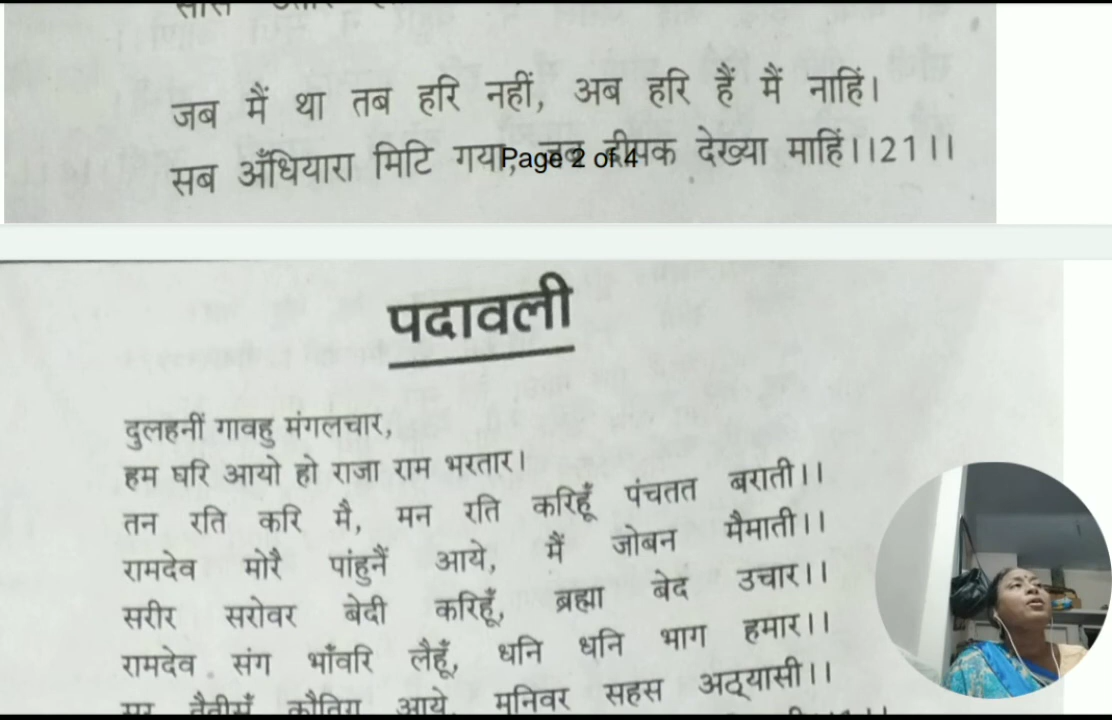 जब मैं था तब हरि नहीं, अब हरि हैं मैं नाहिं।
सब अँधियारा मिटि गया, दीपक देख्या माहिं।।21।।
Page 2 of 4
पदावली
दुलहनीं गावहु मंगलचार,
हम घरि आयो हो राजा राम भरतार।
तन रति करि मै, मन रति करिहूँ पंचतत बराती।।
रामदेव मोरै पांहुनैं आये, मैं जोबन मैमाती।।
सरीर सरोवर बेदी करिहूँ, ब्रह्मा बेद उचार।।
रामदेव संग भाँवरि लैहूँ, धनि धनि भाग हमार।।
आये, मुनिवर सहस अठ्यासी।।